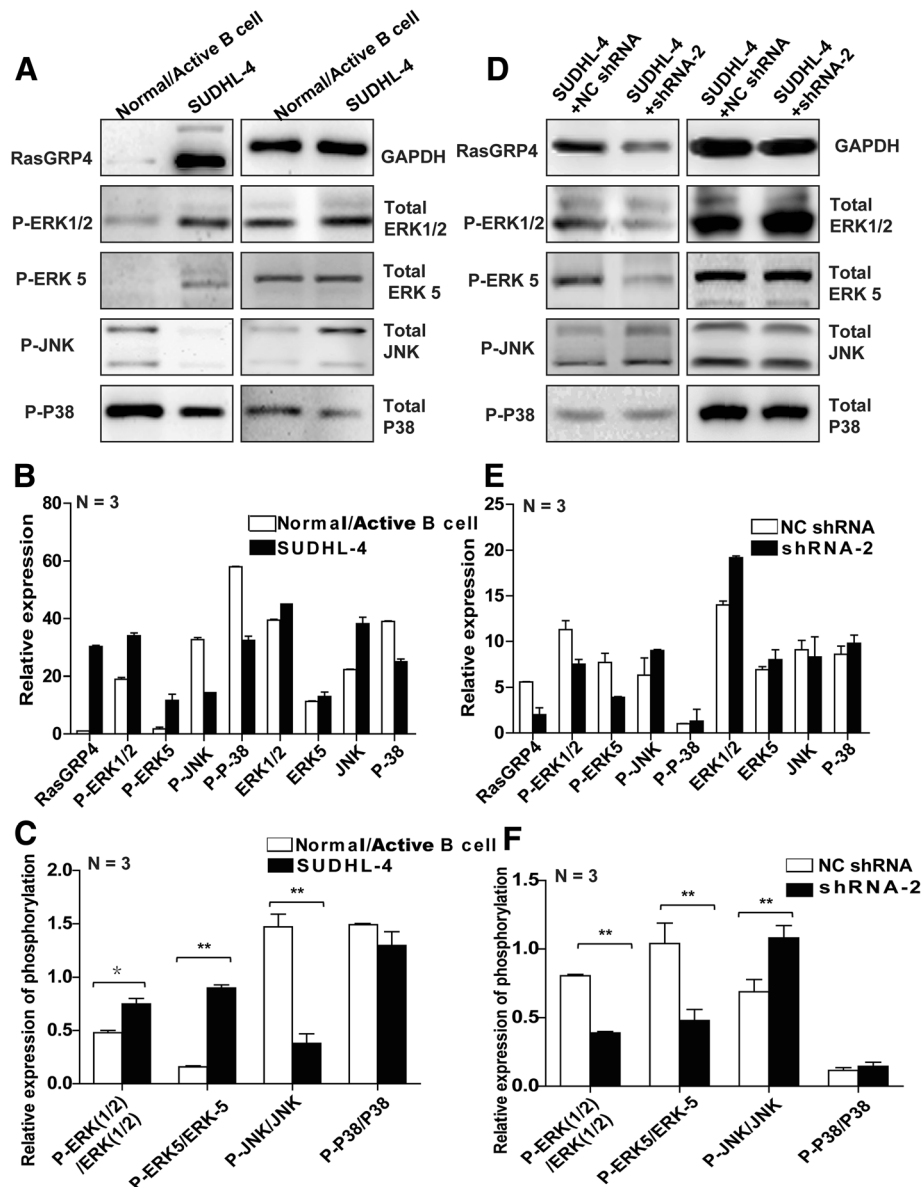 A
Normal/Active B cell
SUDHL-4
Normal/Active B cell
SUDHL-4
RasGRP4
GAPDH
P-ERK1/2
Total
ERK1/2
P-ERK 5
Total
ERK 5
P-JNK
Total
JNK
P-P38
Total
P38
D
SUDHL-4
+NC shRNA
SUDHL-4
+shRNA-2
SUDHL-4
+NC shRNA
SUDHL-4
+shRNA-2
RasGRP4
GAPDH
P-ERK1/2
Total
ERK1/2
P-ERK 5
Total
ERK 5
P-JNK
Total
JNK
P-P38
Total
P38
B
N = 3
Normal/Active B cell
SUDHL-4
Relative expression
80
60
40
20
0
RasGRP4
P-ERK1/2
P-ERK5
P-JNK
P-P-38
ERK1/2
ERK5
JNK
P-38
E
N = 3
NC shRNA
shRNA-2
Relative expression
25
20
15
10
5
0
RasGRP4
P-ERK1/2
P-ERK5
P-JNK
P-P-38
ERK1/2
ERK5
JNK
P-38
C
N = 3
Normal/Active B cell
SUDHL-4
Relative expression of phosphorylation
2.0
1.5
1.0
0.5
0.0
*
**
**
P-ERK(1/2)
/ERK(1/2)
P-ERK5/ERK-5
P-JNK/JNK
P-P38/P38
F
N = 3
NC shRNA
shRNA-2
Relative expression of phosphorylation
1.5
1.0
0.5
0.0
**
**
**
P-ERK(1/2)
/ERK(1/2)
P-ERK5/ERK-5
P-JNK/JNK
P-P38/P38